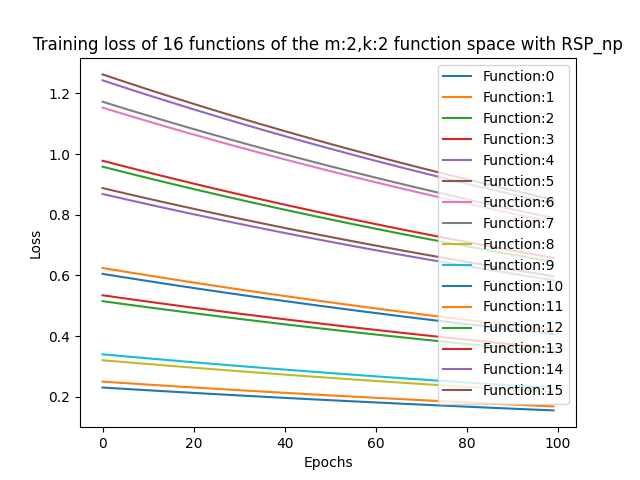 Training loss of 16 functions of the m:2,k:2 function space with RSP_np
Loss
1.2
1.0
0.8
0.6
0.4
0.2
0
20
40
60
80
100
Epochs
Function:0
Function:1
Function:2
Function:3
Function:4
Function:5
Function:6
Function:7
Function:8
Function:9
Function:10
Function:11
Function:12
Function:13
Function:14
Function:15